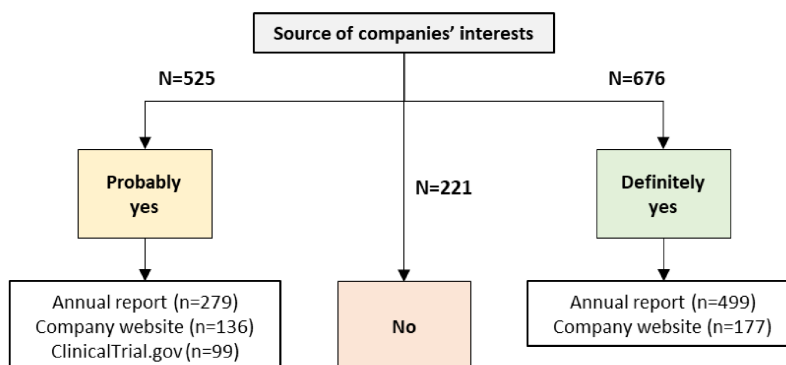 Source of companies’ interests
N=525
N=676
Probably
yes
N=221
Definitely
yes
Annual report (n=279)
Company website (n=136)
ClinicalTrial.gov (n=99)
No
Annual report (n=499)
Company website (n=177)